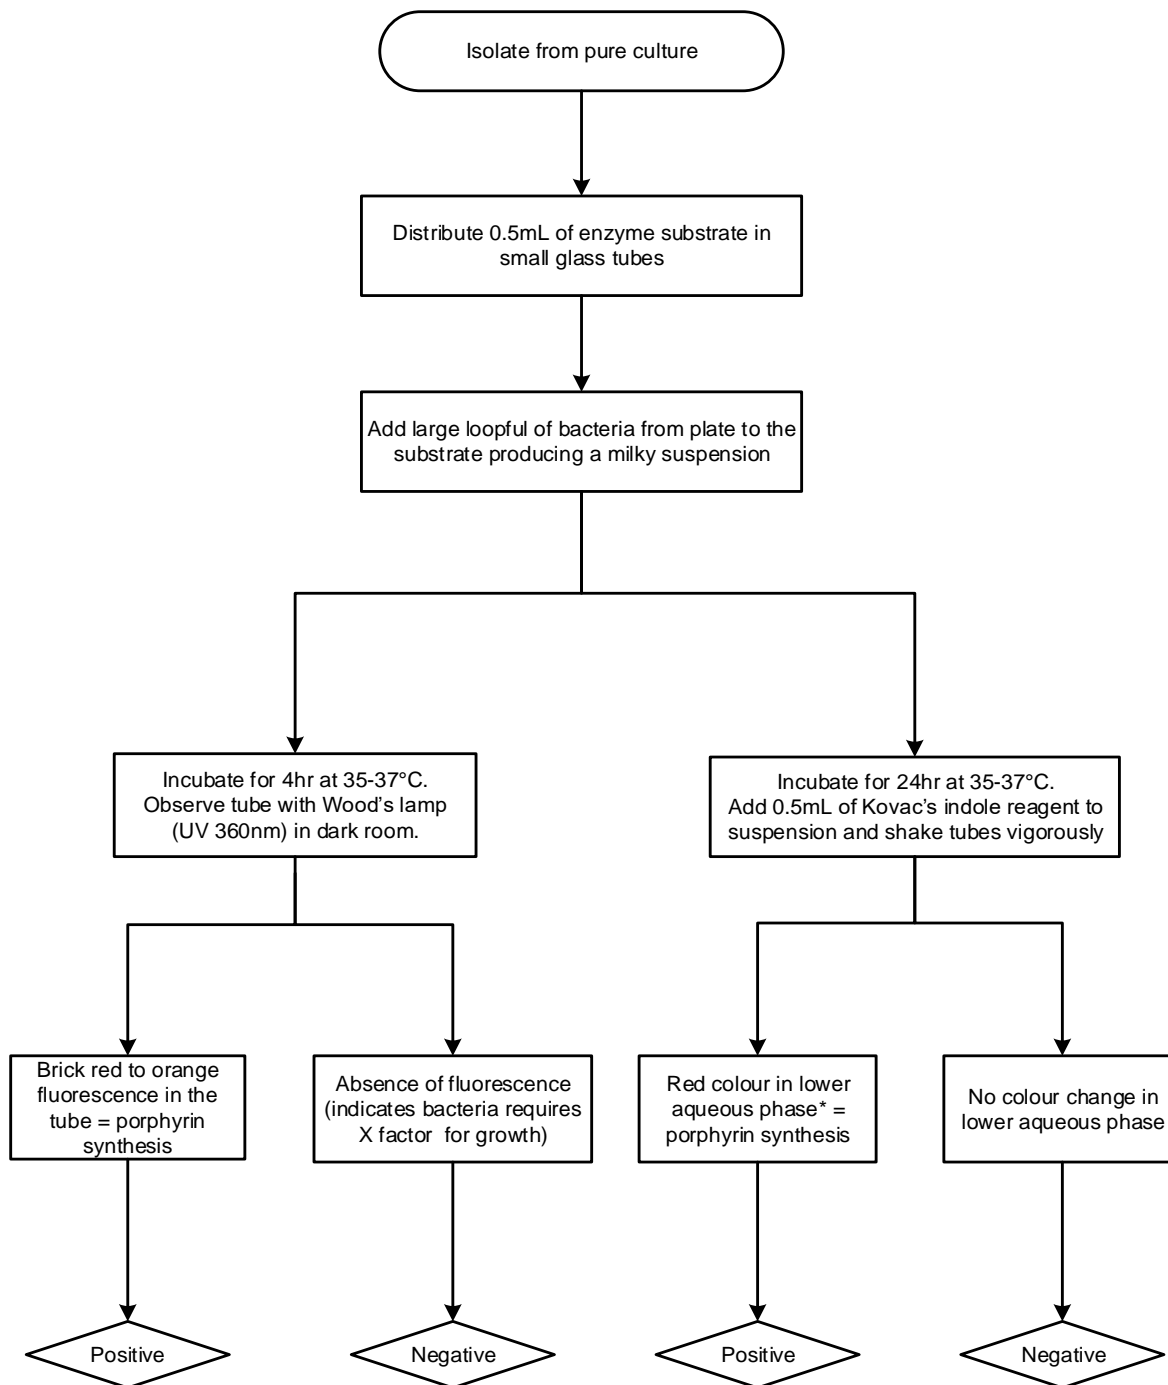 Isolate from pure culture
Distribute 0.5mL of enzyme substrate in
small glass tubes
Add large loopful of bacteria from plate to the
substrate producing a milky suspension
Incubate for 4hr at 35-37°C.
Observe tube with Wood's lamp
(UV 360nm) in dark room.
Incubate for 24hr at 35-37°C.
Add 0.5mL of Kovac's indole reagent to
suspension and shake tubes vigorously
Brick red to orange
fluorescence in the
tube = porphyrin
synthesis
Absence of fluorescence
(indicates bacteria requires
X factor for growth)
Red colour in lower
aqueous phase* =
porphyrin synthesis
No colour change in
lower aqueous phase
Positive
Negative
Positive
Negative